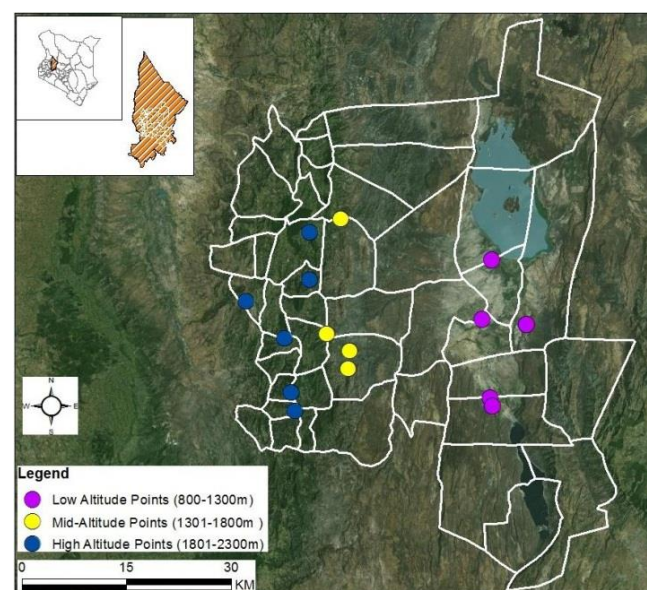 N
W E
S
Legend
Low Altitude Points (800-1300m)
Mid-Altitude Points (1301-1800m )
High Altitude Points (1801-2300m)
0 15 30
KM